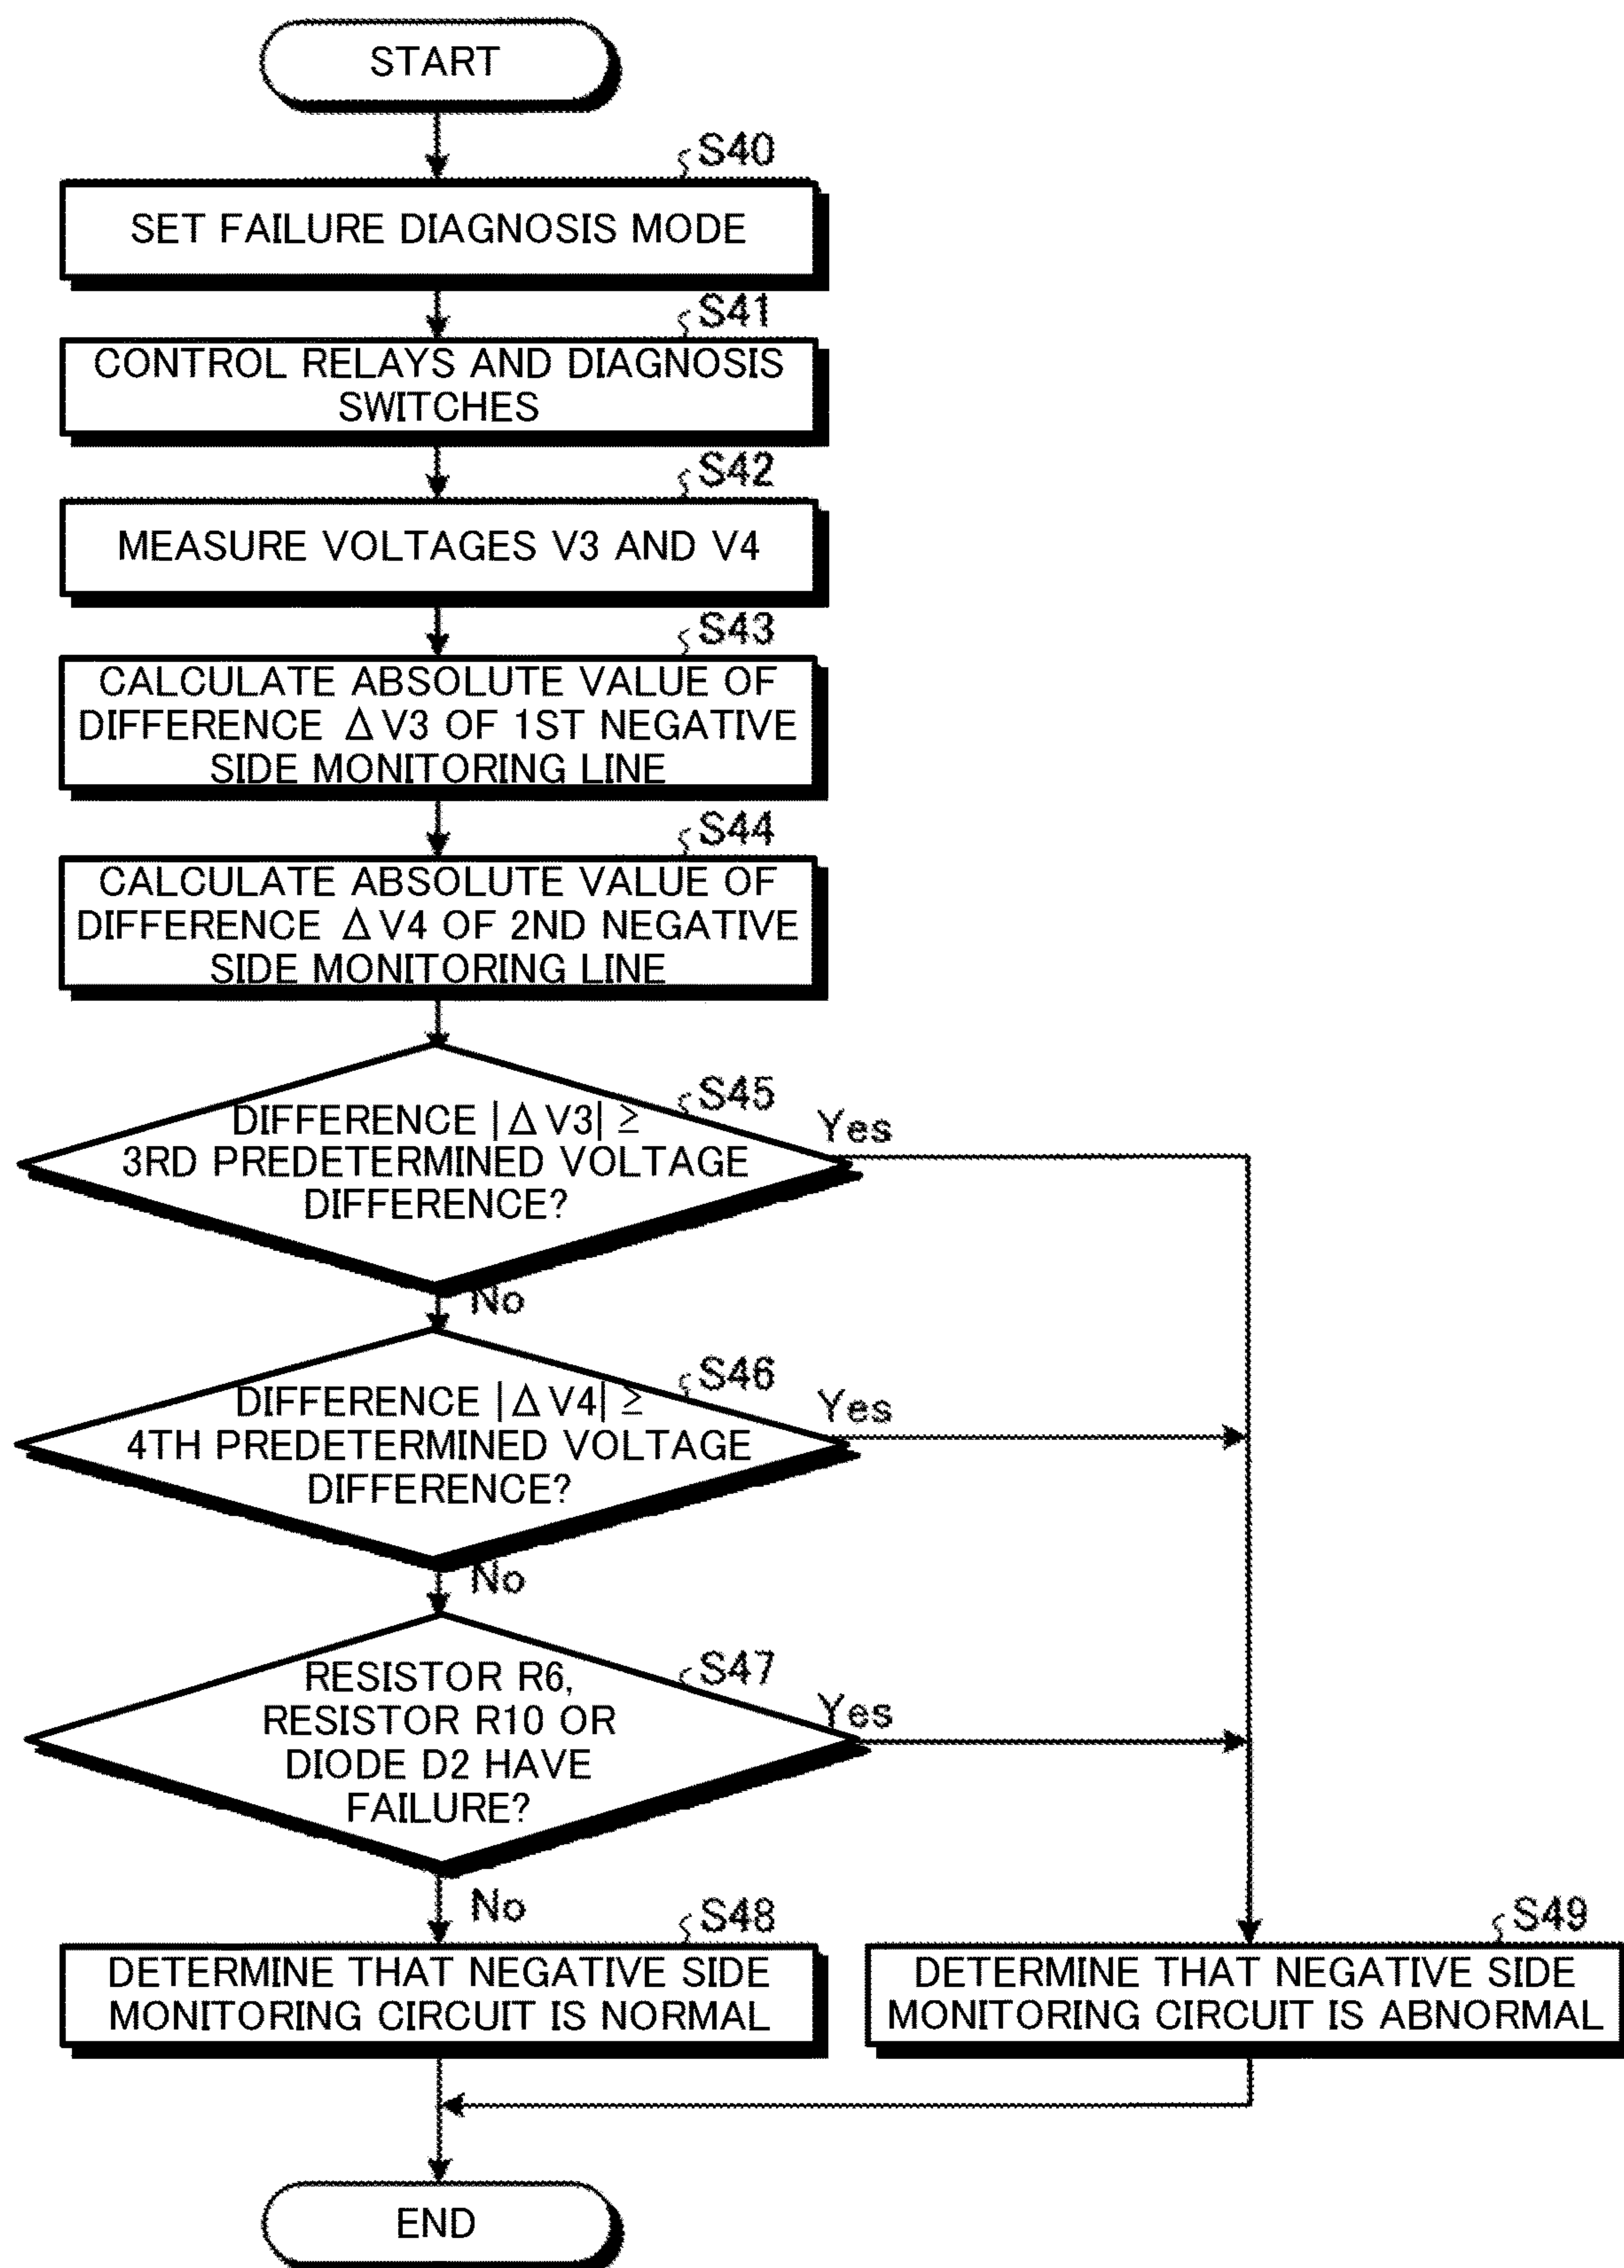 START
S40
SET FAILURE DIAGNOSIS MODE
S41
CONTROL RELAYS AND DIAGNOSIS
SWITCHES
S42
MEASURE VOLTAGES V3 AND V4
S43
CALCULATE ABSOLUTE VALUE OF
DIFFERENCE ΔV3 OF 1ST NEGATIVE
SIDE MONITORING LINE
S44
CALCULATE ABSOLUTE VALUE OF
DIFFERENCE ΔV4 OF 2ND NEGATIVE
SIDE MONITORING LINE
S45
DIFFERENCE |ΔV3| ≥
3RD PREDETERMINED VOLTAGE
DIFFERENCE?
Yes
No
S46
DIFFERENCE |ΔV4| ≥
4TH PREDETERMINED VOLTAGE
DIFFERENCE?
Yes
No
S47
RESISTOR R6,
RESISTOR R10 OR
DIODE D2 HAVE
FAILURE?
Yes
No
S48
DETERMINE THAT NEGATIVE SIDE
MONITORING CIRCUIT IS NORMAL
S49
DETERMINE THAT NEGATIVE SIDE
MONITORING CIRCUIT IS ABNORMAL
END